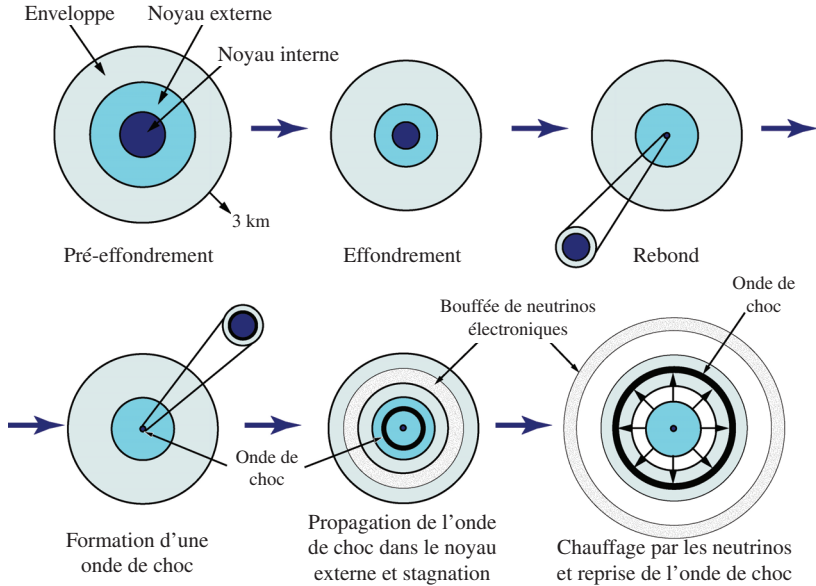 Enveloppe
Noyau externe
Noyau interne
3 km
Pré-effondrement
Effondrement
Rebond
Bouffée de neutrinos
électroniques
Onde de
choc
Onde de
choc
Formation d’une
onde de choc
Propagation de l’onde
de choc dans le noyau
externe et stagnation
Chauffage par les neutrinos
et reprise de l’onde de choc